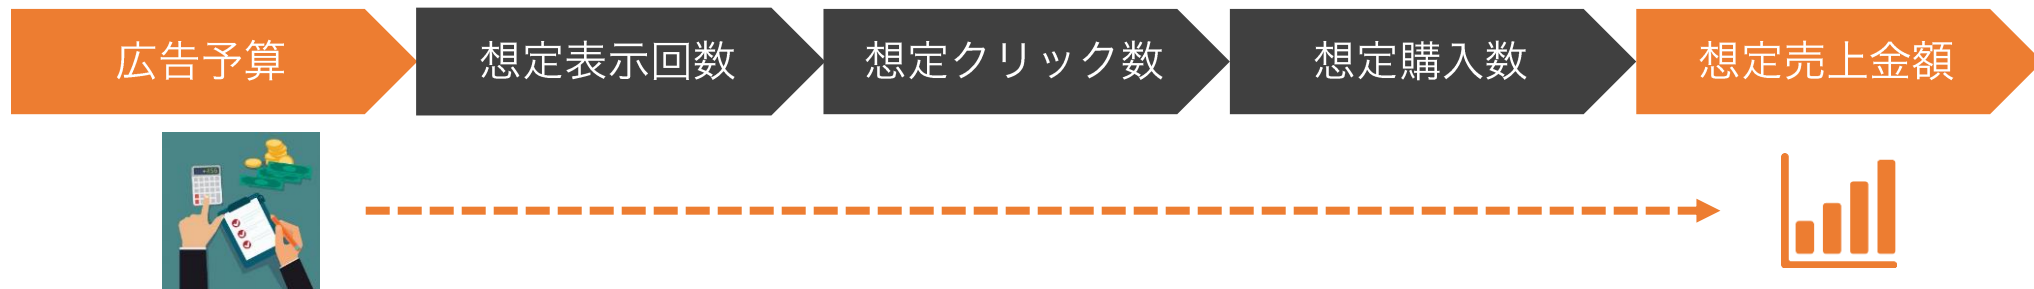 広告予算
想定表示回数
想定クリック数
想定購入数
想定売上金額